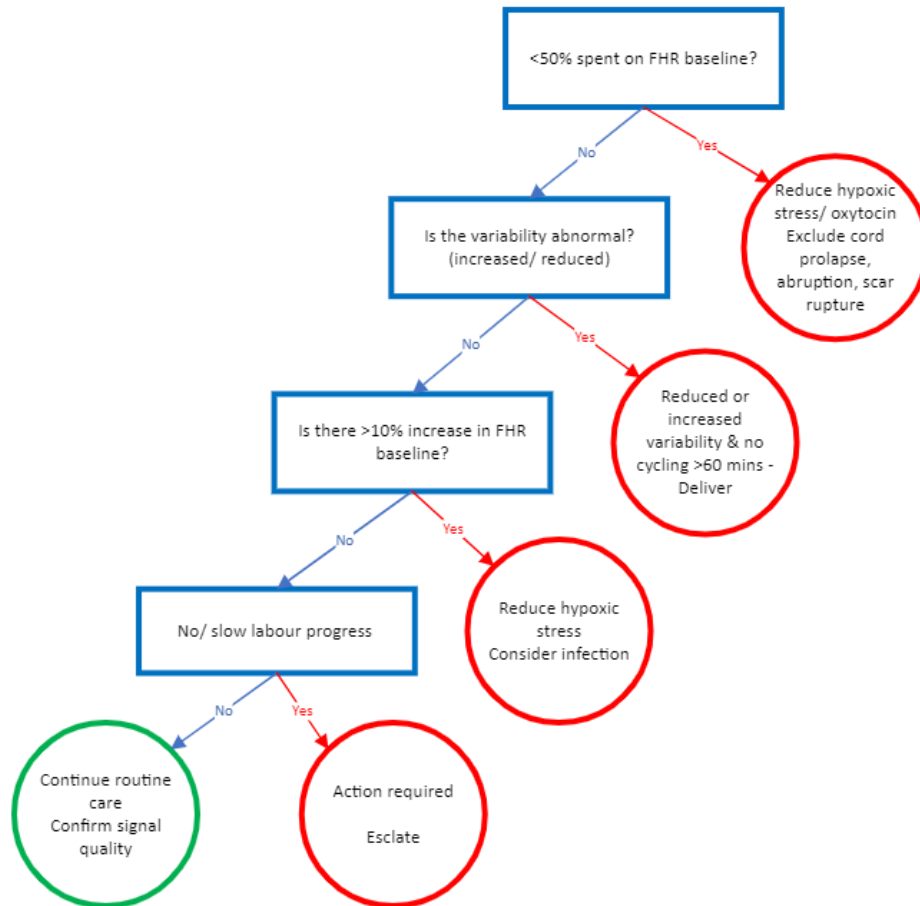 <50% spent on FHR baseline?
No
Yes
Reduce hypoxic
stress/ oxytocin
Exclude cord
prolapse,
abruption, scar
rupture
Is the variability abnormal?
(increased/ reduced)
No
Yes
Reduced or
increased
variability & no
cycling >60 mins -
Deliver
Is there >10% increase in FHR
baseline?
No
Yes
Reduce hypoxic
stress
Consider infection
No/ slow labour progress
No
Yes
Continue routine
care
Confirm signal
quality
Action required
Esclate